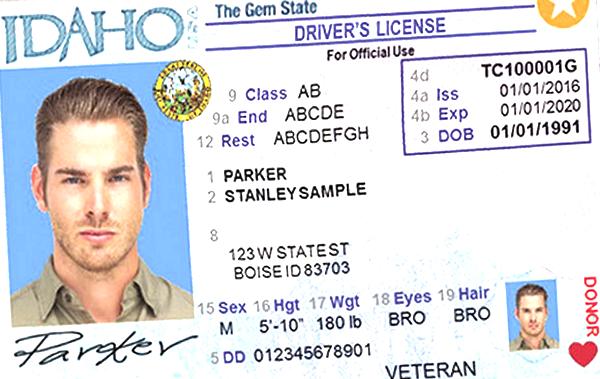 IDAHO USA
The Gem State
DRIVER'S LICENSE
For Official Use
4d TC100001G
4a Iss 01/01/2016
4b Exp 01/01/2020
3 DOB 01/01/1991
9 Class AB
9a End ABCDE
12 Rest ABCDEFGH
1 PARKER
2 STANLEYSAMPLE
8
123 W STATE ST
BOISE ID 83703
15 Sex 16 Hgt 17 Wgt 18 Eyes 19 Hair
M 5'-10" 180 lb BRO BRO
5 DD 012345678901
VETERAN
DONOR
Parker